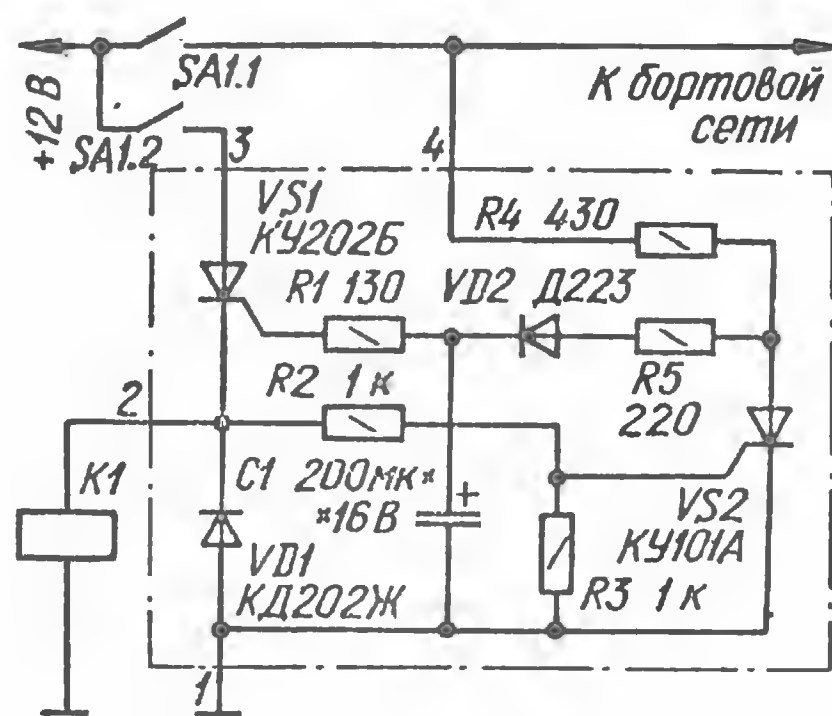 +12 В
SA1.1
SA1.2
К бортовой
сети
3
4
VS1
КУ202Б
R4 430
R1 130
VD2 Д223
R2 1 к
R5
220
2
K1
C1 200мк×
×16 В
VS2
КУ101А
VD1
КД202Ж
R3 1 к
1